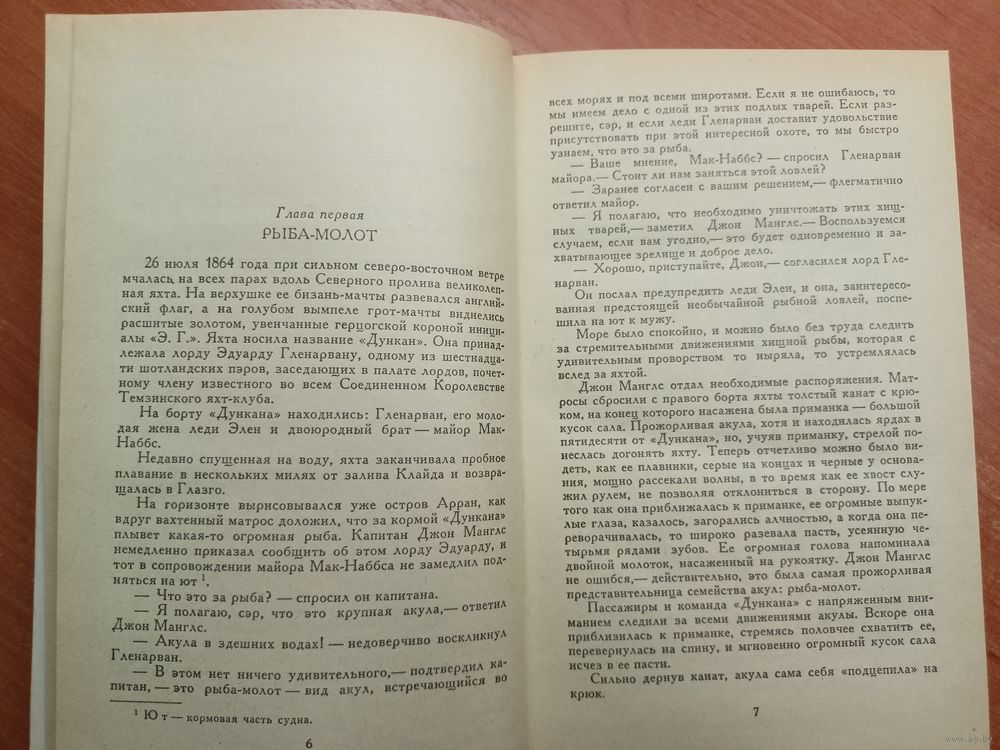 Глава первая
РЫБА-МОЛОТ
26 июля 1864 года при сильном северо-восточном ветре
мчалась на всех парах вдоль Северного пролива великолеп-
ная яхта. На верхушке ее бизань-мачты развевался англий-
ский флаг, а на голубом вымпеле грот-мачты виднелись
расшитые золотом, увенчанные герцогской короной иници-
алы «Э. Г.». Яхта носила название «Дункан». Она принад-
лежала лорду Эдуарду Гленарвану, одному из шестнадца-
ти шотландских пэров, заседающих в палате лордов, почет-
ному члену известного во всем Соединенном Королевстве
Темзинского яхт-клуба.
На борту «Дункана» находились: Гленарван, его моло-
дая жена леди Элен и двоюродный брат — майор Мак-
Наббс.
Недавно спущенная на воду, яхта заканчивала пробное
плавание в нескольких милях от залива Клайда и возвра-
щалась в Глазго.
На горизонте вырисовывался уже остров Арран, как
вдруг вахтенный матрос доложил, что за кормой «Дункана»
плывет какая-то огромная рыба. Капитан Джон Манглс
немедленно приказал сообщить об этом лорду Эдуарду, и
тот в сопровождении майора Мак-Наббса не замедлил под-
няться на ют ¹.
— Что это за рыба? — спросил он капитана.
— Я полагаю, сэр, что это крупная акула,— ответил
Джон Манглс.
— Акула в здешних водах! — недоверчиво воскликнул
Гленарван.
— В этом нет ничего удивительного,— подтвердил ка-
питан, — это рыба-молот — вид акул, встречающийся во
¹ Ю т — кормовая часть судна.
6
всех морях и под всеми широтами. Если я не ошибаюсь, то
мы имеем дело с одной из этих подлых тварей. Если раз-
решите, сэр, и если леди Гленарван доставит удовольствие
присутствовать при этой интересной охоте, то мы быстро
узнаем, что это за рыба.
— Ваше мнение, Мак-Наббс? — спросил Гленарван
майора.— Стоит ли нам заняться этой ловлей?
— Заранее согласен с вашим решением,— флегматично
ответил майор.
— Я полагаю, что необходимо уничтожать этих хищ-
ных тварей,— заметил Джон Манглс.— Воспользуемся
случаем, если вам угодно,— это будет одновременно и за-
хватывающее зрелище и доброе дело.
— Хорошо, приступайте, Джон,— согласился лорд Гле-
нарван.
Он послал предупредить леди Элен, и она, заинтересо-
ванная предстоящей необычайной рыбной ловлей, поспе-
шила на ют к мужу.
Море было спокойно, и можно было без труда следить
за стремительными движениями хищной рыбы, которая с
удивительным проворством то ныряла, то устремлялась
вслед за яхтой.
Джон Манглс отдал необходимые распоряжения. Мат-
росы сбросили с правого борта яхты толстый канат с крю-
ком, на конец которого насажена была приманка — большой
кусок сала. Прожорливая акула, хотя и находилась ярдах в
пятидесяти от «Дункана», но, учуяв приманку, стрелой по-
неслась догонять яхту. Теперь отчетливо можно было ви-
деть, как ее плавники, серые на концах и черные у основа-
ния, мощно рассекали волны, в то время как ее хвост слу-
жил рулем, не позволяя отклониться в сторону. По мере
того как она приближалась к приманке, ее огромные выпук-
лые глаза, казалось, загорались алчностью, а когда она пе-
реворачивалась, то широко разевала пасть, усеянную че-
тырьмя рядами зубов. Ее огромная голова напоминала
двойной молоток, насаженный на рукоятку. Джон Манглс
не ошибся,— действительно, это была самая прожорливая
представительница семейства акул: рыба-молот.
Пассажиры и команда «Дункана» с напряженным вни-
манием следили за всеми движениями акулы. Вскоре она
приблизилась к приманке, стремясь половчее схватить ее,
перевернулась на спину, и мгновенно огромный кусок сала
исчез в ее пасти.
Сильно дернув канат, акула сама себя «подцепила» на
крюк.
7
www.ay.by